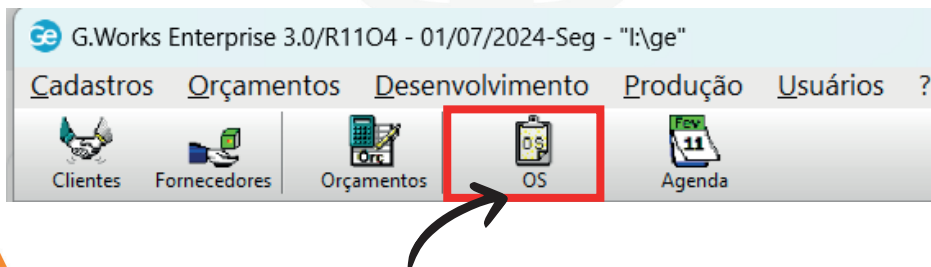 Ge G.Works Enterprise 3.0/R11O4 - 01/07/2024-Seg - "I:\ge"
Cadastros Orçamentos Desenvolvimento Produção Usuários ?
Orc OS Fev 11
Clientes Fornecedores Orçamentos OS Agenda